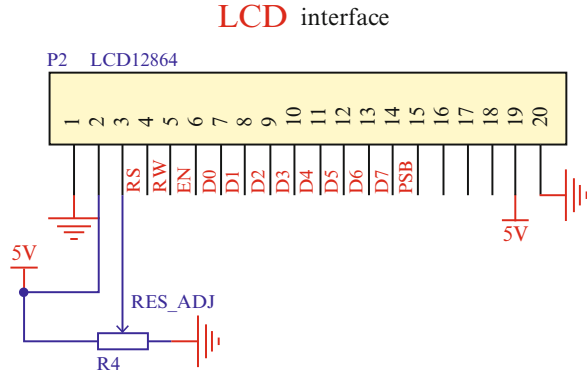 LCD interface
P2 LCD12864
1 2 3 4 5 6 7 8 9 10 11 12 13 14 15 16 17 18 19 20
RS RW EN D0 D1 D2 D3 D4 D5 D6 D7 PSB
5V
5V
RES_ADJ
R4